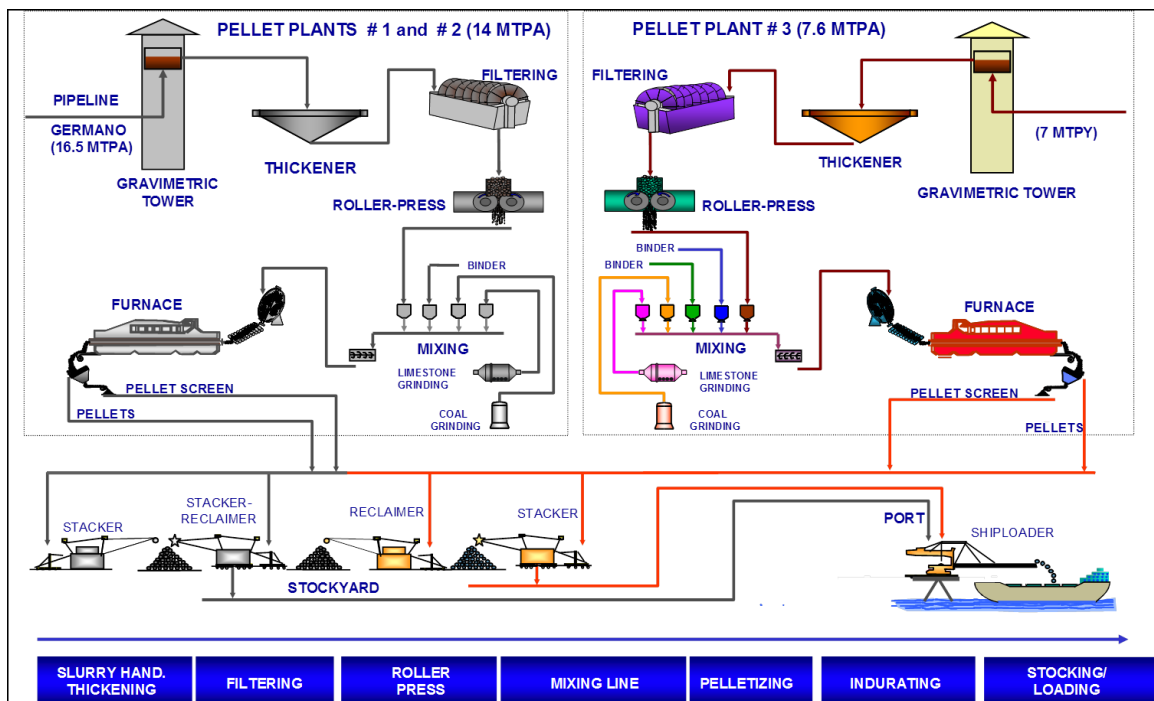 PELLET PLANTS # 1 and # 2 (14 MTPA)
PIPELINE
GERMANO
(16.5 MTPA)
GRAVIMETRIC
TOWER
THICKENER
FILTERING
ROLLER-PRESS
BINDER
FURNACE
MIXING
LIMESTONE
GRINDING
COAL
GRINDING
PELLET SCREEN
PELLETS
PELLET PLANT # 3 (7.6 MTPA)
FILTERING
THICKENER
(7 MTPY)
GRAVIMETRIC TOWER
ROLLER-PRESS
BINDER
BINDER
FURNACE
MIXING
LIMESTONE
GRINDING
COAL
GRINDING
PELLET SCREEN
PELLETS
STACKER
STACKER-
RECLAIMER
RECLAIMER
STACKER
PORT
SHIPLOADER
STOCKYARD
SLURRY HAND.
THICKENING
FILTERING
ROLLER
PRESS
MIXING LINE
PELLETIZING
INDURATING
STOCKING/
LOADING